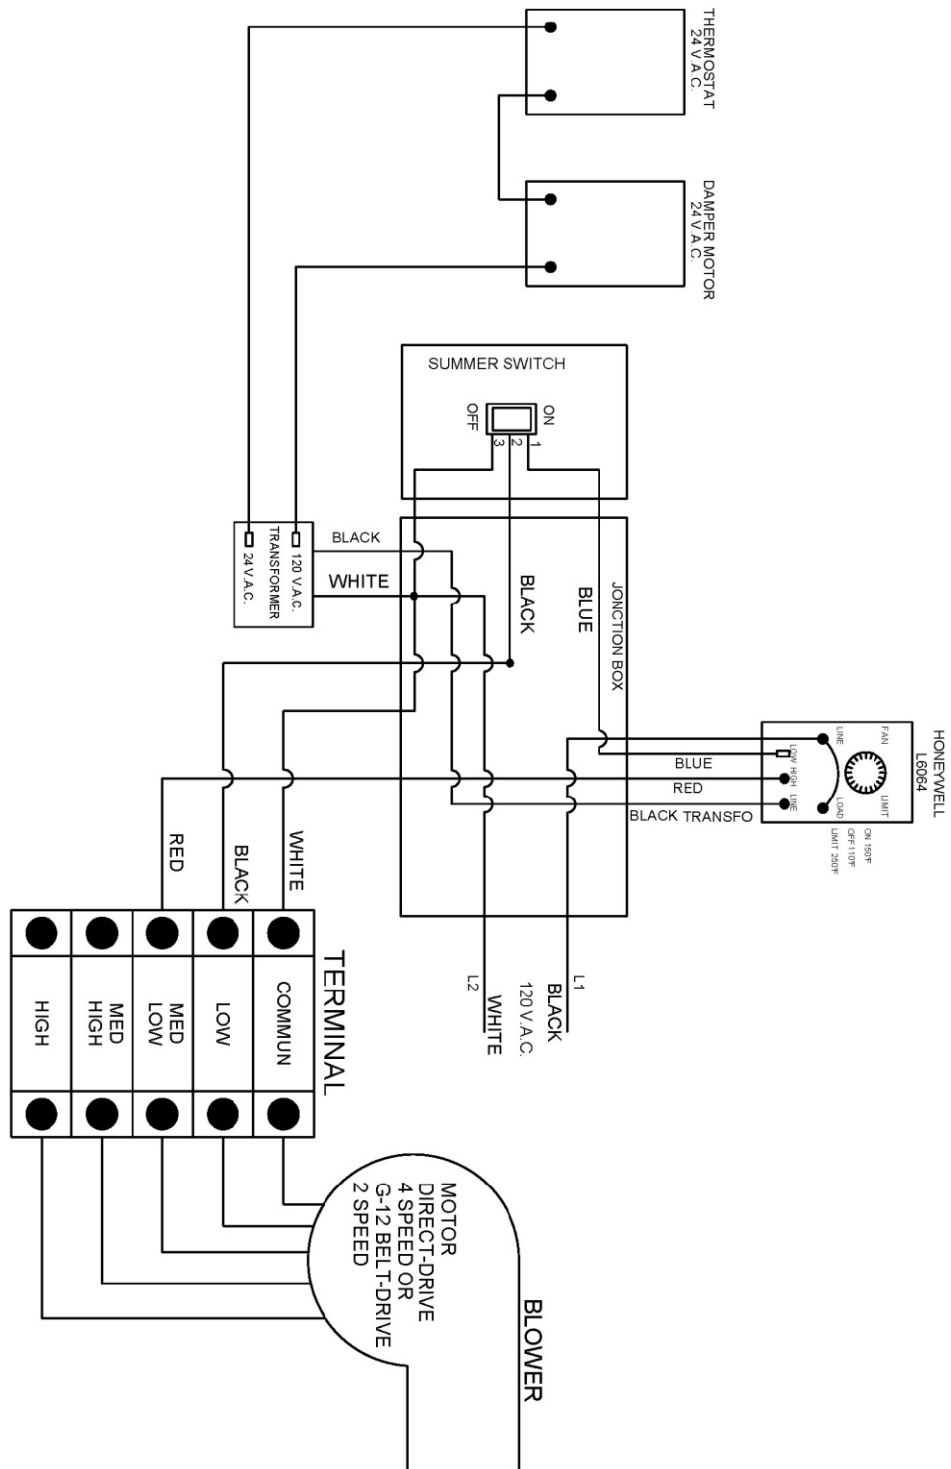 THERMOSTAT
24 V.A.C.
DAMPER MOTOR
24 V.A.C.
SUMMER SWITCH
ON
OFF
1
2
3
BLACK
WHITE
120 V.A.C.
TRANSFORMER
24 V.A.C.
BLACK
BLUE
JONCTION BOX
HONEYWELL
L6064
FAN
LIMIT
LINE
LOAD
LOW
HIGH
LINE
ON 150°F
OFF 110°F
LIMIT 250°F
BLUE
RED
BLACK TRANSFO
RED
BLACK
WHITE
L1
BLACK
120 V.A.C.
WHITE
L2
TERMINAL
COMMUN
LOW
MED
LOW
MED
HIGH
HIGH
MOTOR
DIRECT-DRIVE
4 SPEED OR
G-12 BELT-DRIVE
2 SPEED
BLOWER